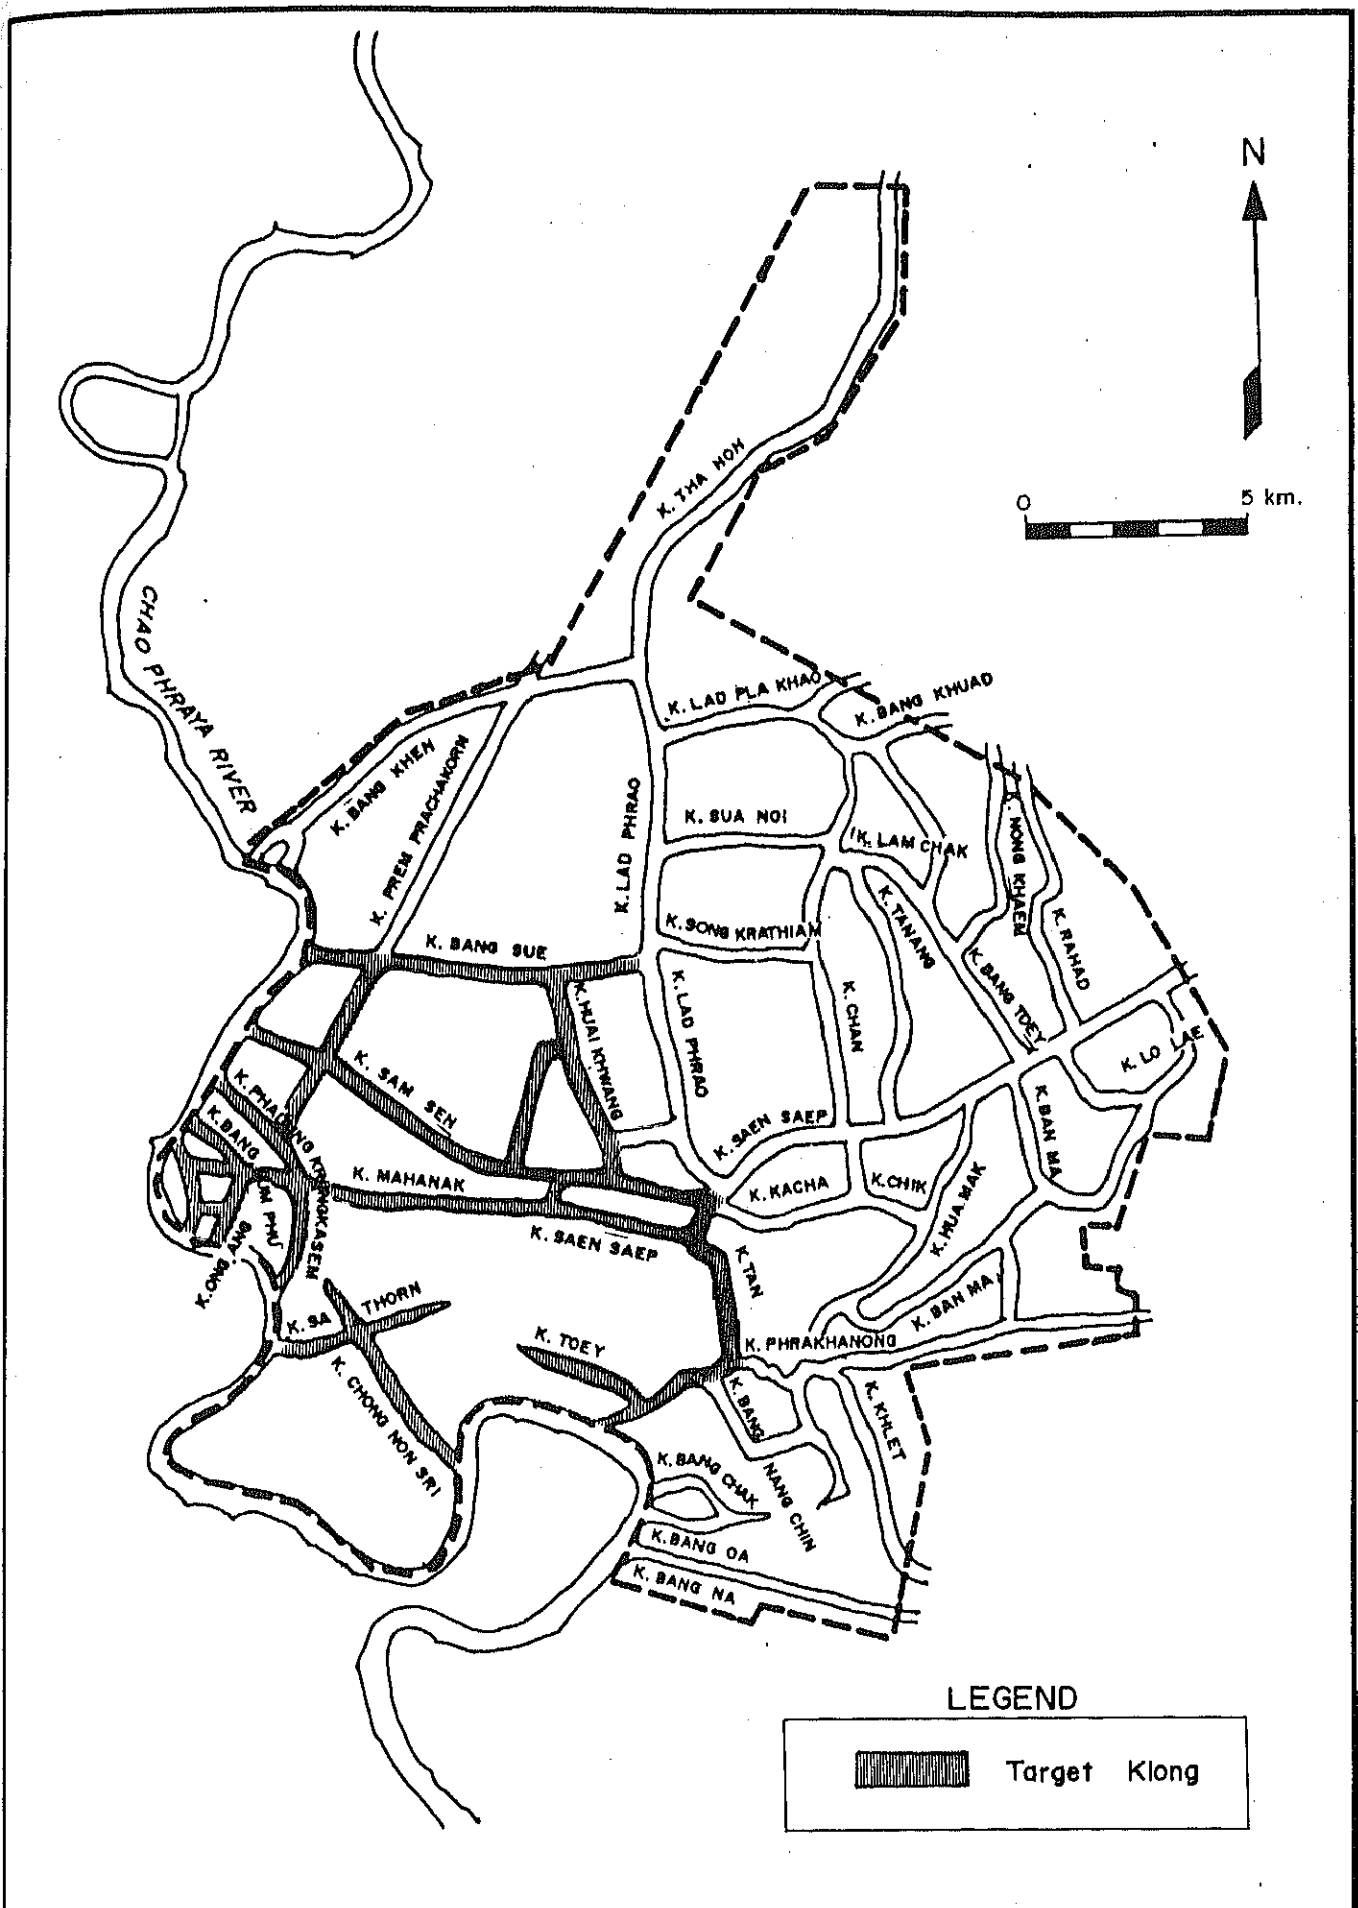 N
0 5 km.
K. THA HOH
CHAO PHRAYA RIVER
K. LAD PLA KHAO
K. BANG KHUAD
K. BANG KHEN
K. PREM PRACHAKORN
K. LAD PHRAO
K. SUA NOI
K. LAM CHAK
K. NONG KHAEM
K. RAHAD
K. TANANG
K. SONG KRATHIAM
K. BANG SUE
K. BANG TOEY
K. HUAI KHWANG
K. LAD PHRAO
K. CHAN
K. LO LAE
K. SAM SEN
K. SAEN SAEP
K. BAN MA
K. BANG
K. MAHANAK
K. KACHA
K. CHIK
K. HUA MAK
K. SAEN SAEP
K. TAN
K. SA THORN
K. BAN MA
K. TOEY
K. PHRAKHANONG
K. CHONG NON SRI
K. BANG
NANG CHIN
K. KHLET
K. BANG CHAK
K. BANG OA
K. BANG NA
LEGEND
Target Klong